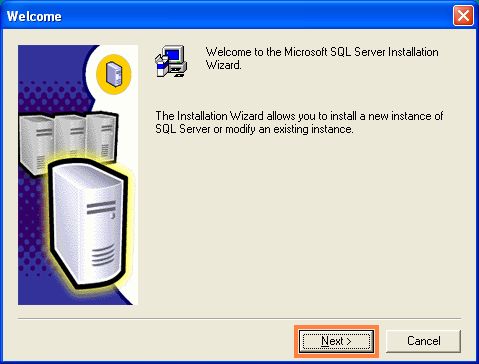 Welcome
Welcome to the Microsoft SQL Server Installation
Wizard.
The Installation Wizard allows you to install a new instance of
SQL Server or modify an existing instance.
Next >
Cancel